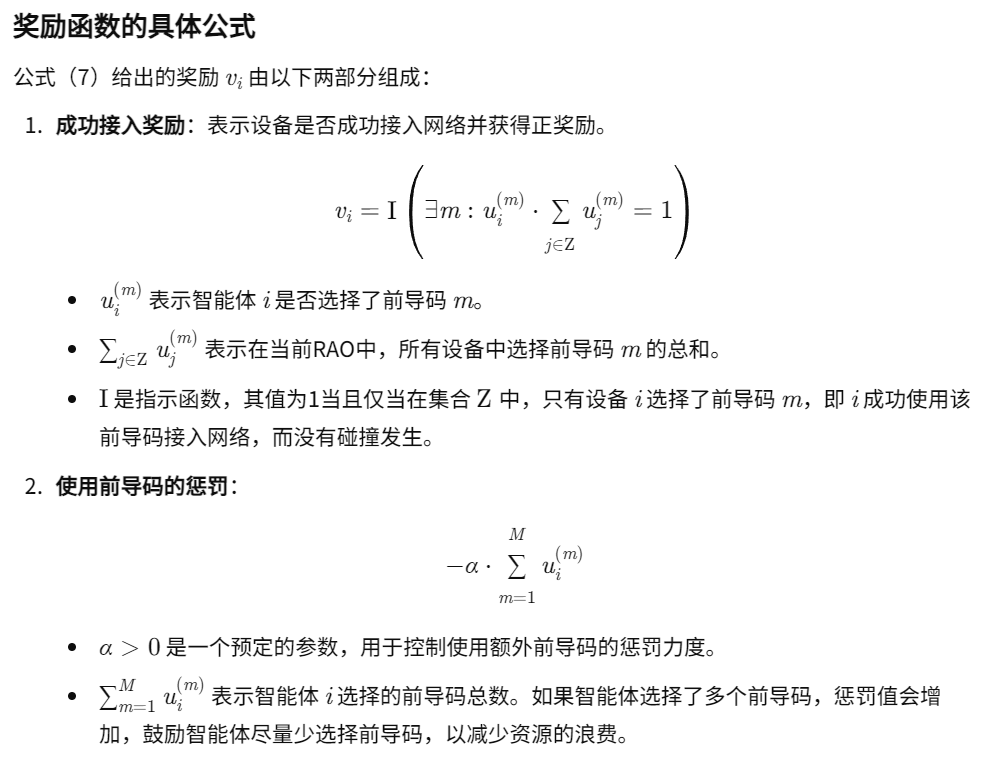 奖励函数的具体公式
公式（7）给出的奖励 $v_i$ 由以下两部分组成：
1. 成功接入奖励：表示设备是否成功接入网络并获得正奖励。
$$v_i = \mathrm{I}\left(\exists m : u_i^{(m)} \cdot \sum_{j \in \mathrm{Z}} u_j^{(m)} = 1\right)$$
• $u_i^{(m)}$ 表示智能体 $i$ 是否选择了前导码 $m$。
• $\sum_{j \in \mathrm{Z}} u_j^{(m)}$ 表示在当前RAO中，所有设备中选择前导码 $m$ 的总和。
• $\mathrm{I}$ 是指示函数，其值为1当且仅当在集合 $\mathrm{Z}$ 中，只有设备 $i$ 选择了前导码 $m$，即 $i$ 成功使用该
前导码接入网络，而没有碰撞发生。
2. 使用前导码的惩罚：
$$-\alpha \cdot \sum_{m=1}^{M} u_i^{(m)}$$
• $\alpha > 0$ 是一个预定的参数，用于控制使用额外前导码的惩罚力度。
• $\sum_{m=1}^{M} u_i^{(m)}$ 表示智能体 $i$ 选择的前导码总数。如果智能体选择了多个前导码，惩罚值会增
加，鼓励智能体尽量少选择前导码，以减少资源的浪费。